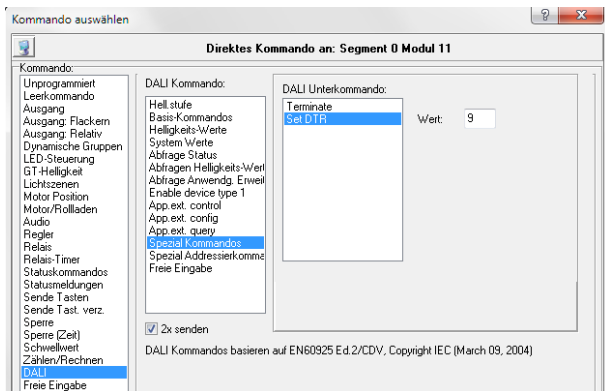 Kommando auswählen
Direktes Kommando an: Segment 0 Modul 11
Kommando:
Unprogrammiert
Leerkommando
Ausgang
Ausgang: Flackern
Ausgang: Relativ
Dynamische Gruppen
LED-Steuerung
GT-Helligkeit
Lichtszenen
Motor Position
Motor/Rollladen
Audio
Regler
Relais
Relais-Timer
Statuskommandos
Statusmeldungen
Sende Tasten
Sende Tast. verz.
Sperre
Sperre (Zeit)
Schwellwert
Zählen/Rechnen
DALI
Freie Eingabe
DALI Kommando:
Hell.stufe
Basis-Kommandos
Helligkeits-Werte
System Werte
Abfrage Status
Abfragen Helligkeits-Wert
Abfrage Anwendg. Erweit
Enable device type 1
App.ext. control
App.ext. config
App.ext. query
Spezial Kommandos
Spezial Addressierkomma
Freie Eingabe
DALI Unterkommando:
Terminate
Set DTR
Wert: 9
2x senden
DALI Kommandos basieren auf EN60925 Ed.2/CDV, Copyright IEC (March 09, 2004)